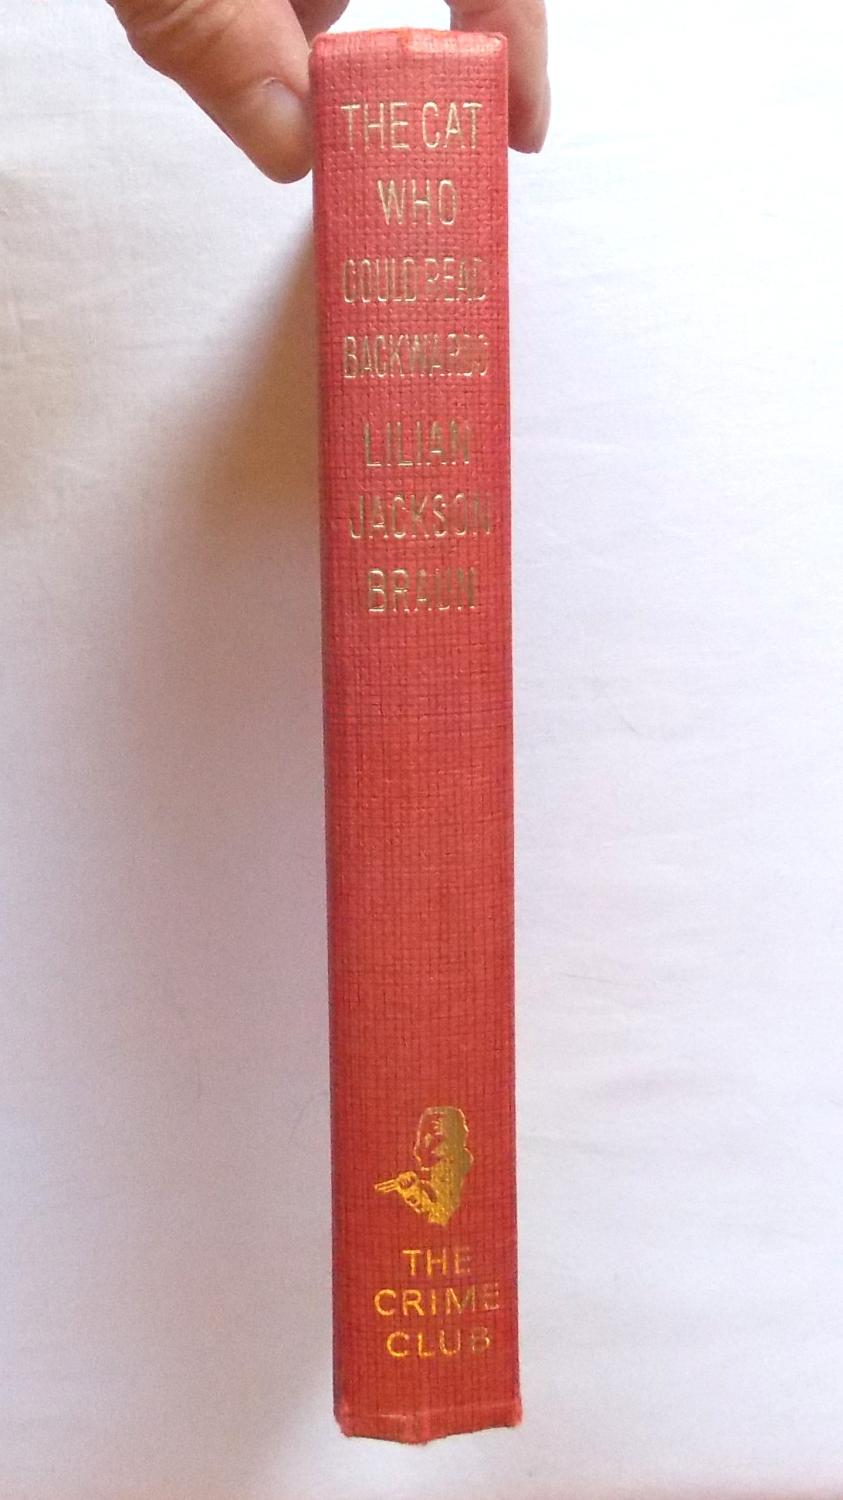 THE CAT
WHO
COULD READ
BACKWARDS
LILIAN
JACKSON
BRAUN
THE
CRIME
CLUB